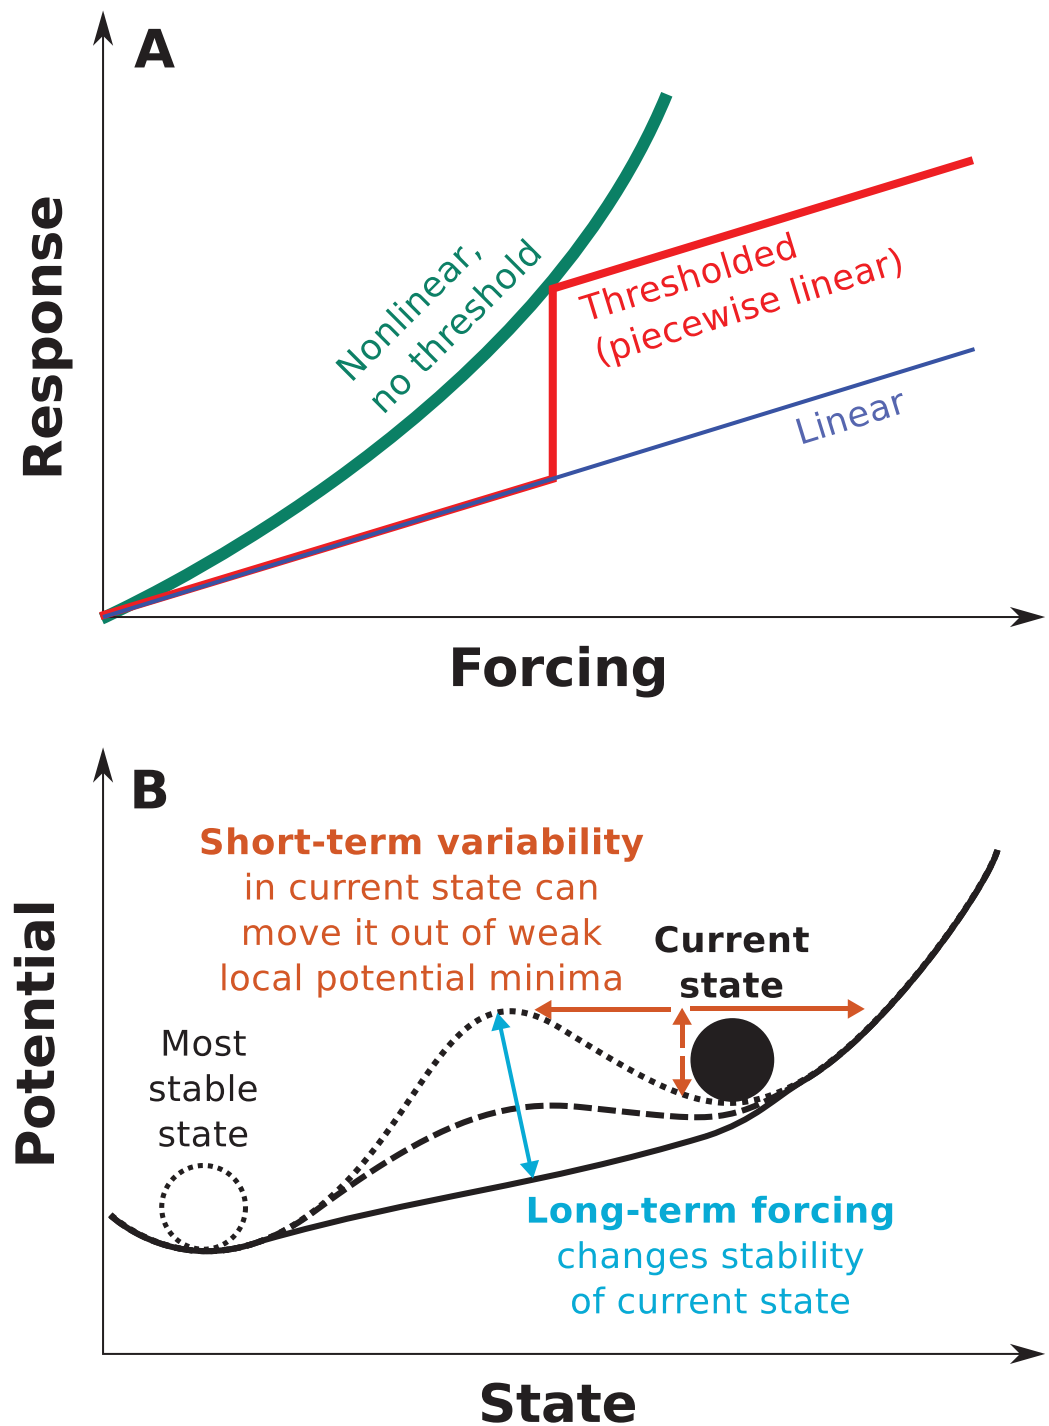 A
Response
Nonlinear,
no threshold
Thresholded
(piecewise linear)
Linear
Forcing
B
Potential
Short-term variability
in current state can
move it out of weak
local potential minima
Current
state
Most
stable
state
Long-term forcing
changes stability
of current state
State